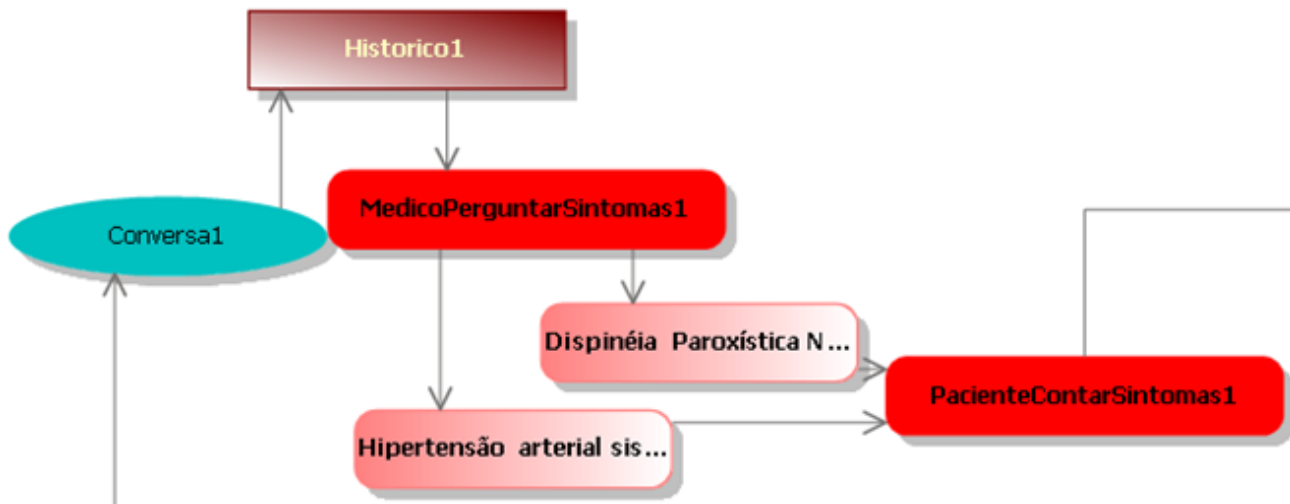 Historico1
MedicoPerguntarSintomas1
Conversa1
Dispinéia Paroxística N...
PacienteContarSintomas1
Hipertensão arterial sis...